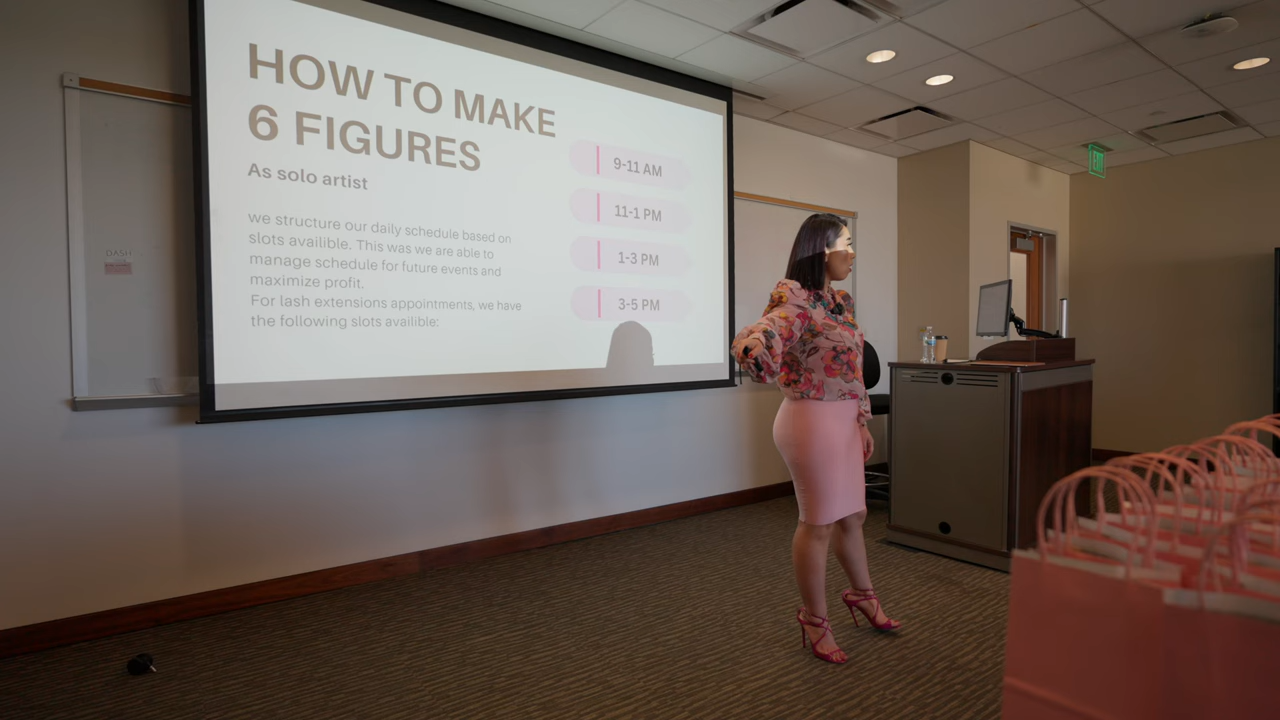 HOW TO MAKE
6 FIGURES
As solo artist
we structure our daily schedule based on
slots availible. This was we are able to
manage schedule for future events and
maximize profit.
For lash extensions appointments, we have
the following slots availible:
9-11 AM
11-1 PM
1-3 PM
3-5 PM
DASH
EXIT